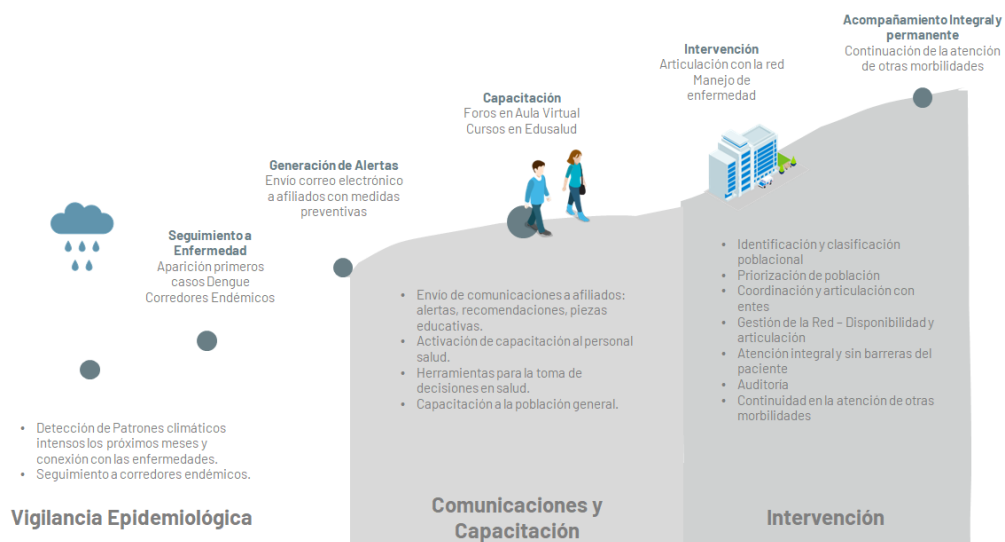 Acompañamiento Integral y
permanente
Continuación de la atención
de otras morbilidades
Intervención
Articulación con la red
Manejo de
enfermedad
Capacitación
Foros en Aula Virtual
Cursos en Edusalud
Generación de Alertas
Envío correo electrónico
a afiliados con medidas
preventivas
Seguimiento a
Enfermedad
Aparición primeros
casos Dengue
Corredores Endémicos
• Detección de Patrones climáticos
intensos los próximos meses y
conexión con las enfermedades.
• Seguimiento a corredores endémicos.
Vigilancia Epidemiológica
• Envío de comunicaciones a afiliados:
alertas, recomendaciones, piezas
educativas.
• Activación de capacitación al personal
salud.
• Herramientas para la toma de
decisiones en salud.
• Capacitación a la población general.
Comunicaciones y
Capacitación
• Identificación y clasificación
poblacional
• Priorización de población
• Coordinación y articulación con
entes
• Gestión de la Red – Disponibilidad y
articulación
• Atención integral y sin barreras del
paciente
• Auditoría
• Continuidad en la atención de otras
morbilidades
Intervención